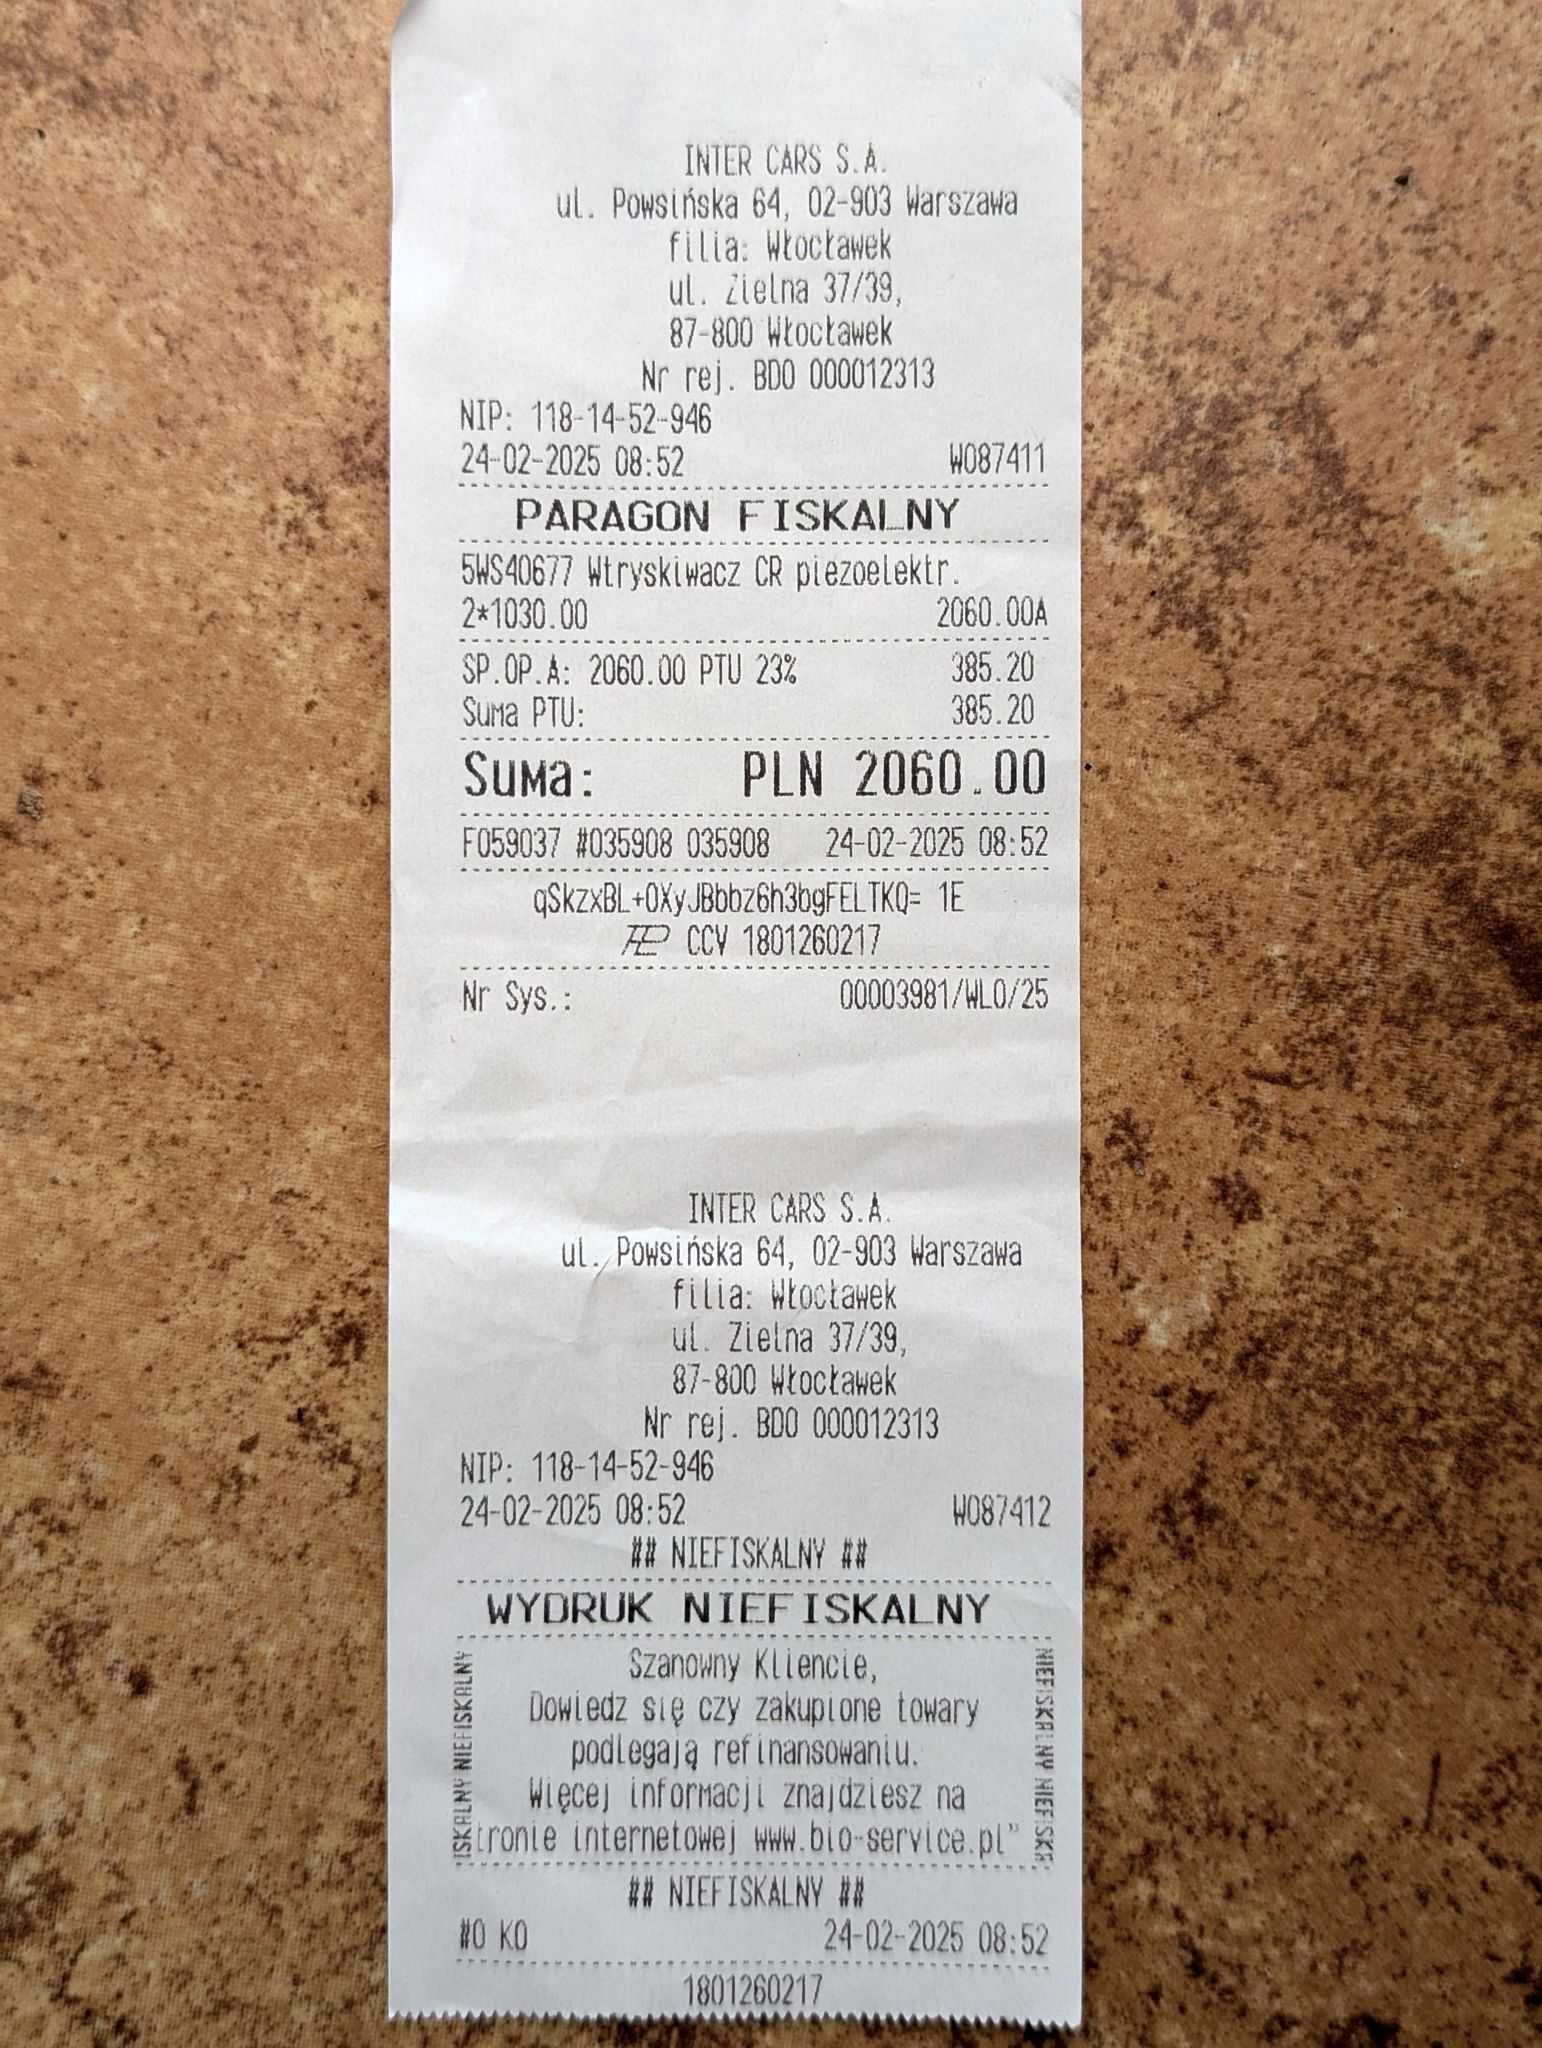 INTER CARS S.A.
ul. Powsińska 64, 02-903 Warszawa
filia: Włocławek
ul. Zielna 37/39,
87-800 Włocławek
Nr rej. BDO 000012313
NIP: 118-14-52-946
24-02-2025 08:52 W087411
PARAGON FISKALNY
5WS40677 Wtryskiwacz CR piezoelektr.
2*1030.00 2060.00A
SP.OP.A: 2060.00 PTU 23% 385.20
Suma PTU: 385.20
Suma: PLN 2060.00
F059037 #035908 035908 24-02-2025 08:52
qSkzxBL+OXyJBbbz6h3bgFELTKQ= 1E
CCV 1801260217
Nr Sys.: 00003981/WLO/25
INTER CARS S.A.
ul. Powsińska 64, 02-903 Warszawa
filia: Włocławek
ul. Zielna 37/39,
87-800 Włocławek
Nr rej. BDO 000012313
NIP: 118-14-52-946
24-02-2025 08:52 W087412
## NIEFISKALNY ##
WYDRUK NIEFISKALNY
ISKALNY NIEFISKALNY
Szanowny Kliencie,
Dowiedz się czy zakupione towary
podlegają refinansowaniu.
Więcej informacji znajdziesz na
tronie internetowej www.bio-service.pl"
NIEFISKALNY NIEFISKA
## NIEFISKALNY ##
#0 KO 24-02-2025 08:52
1801260217